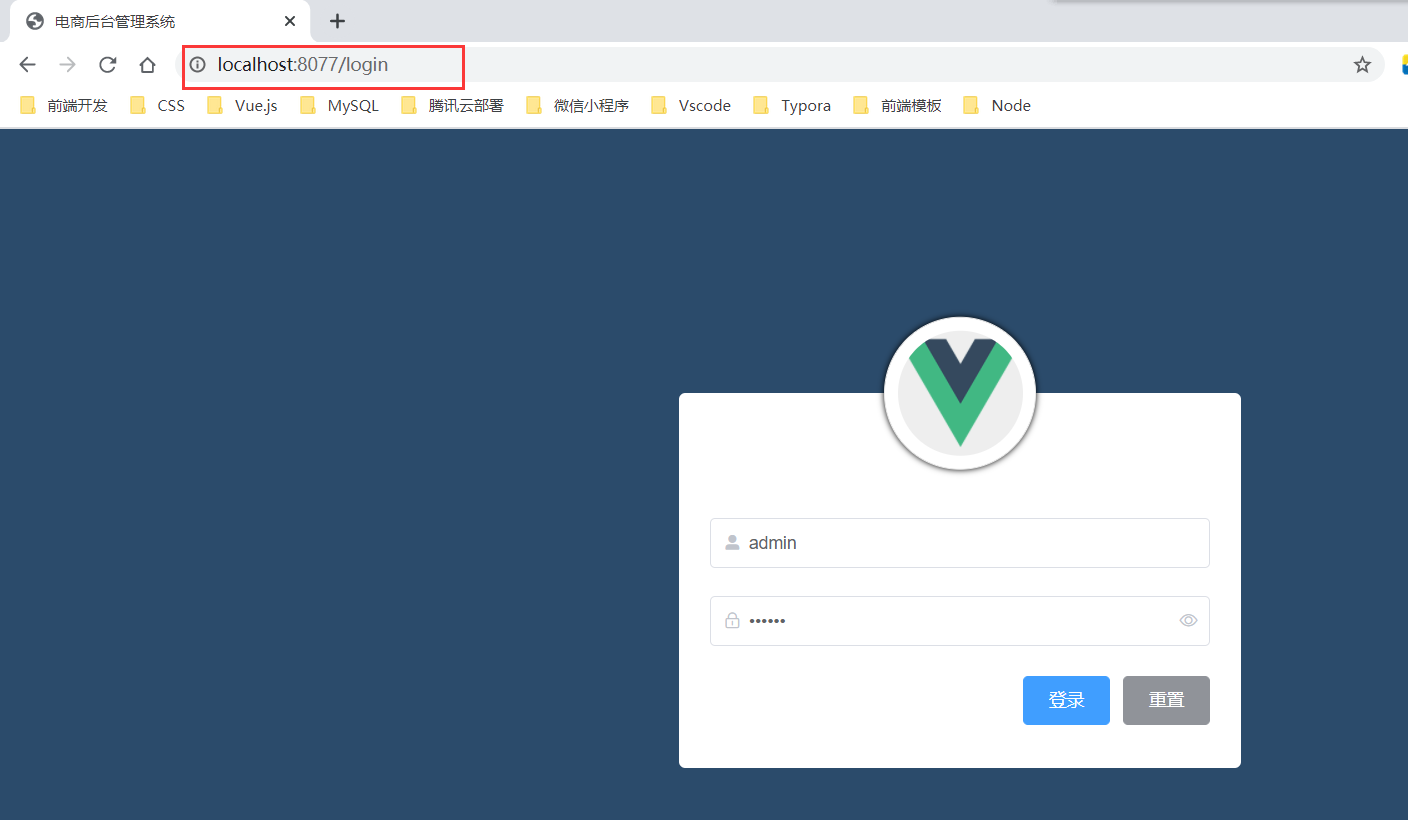 电商后台管理系统
localhost:8077/login
前端开发 CSS Vue.js MySQL 腾讯云部署 微信小程序 Vscode Typora 前端模板 Node
admin
••••••
登录 重置